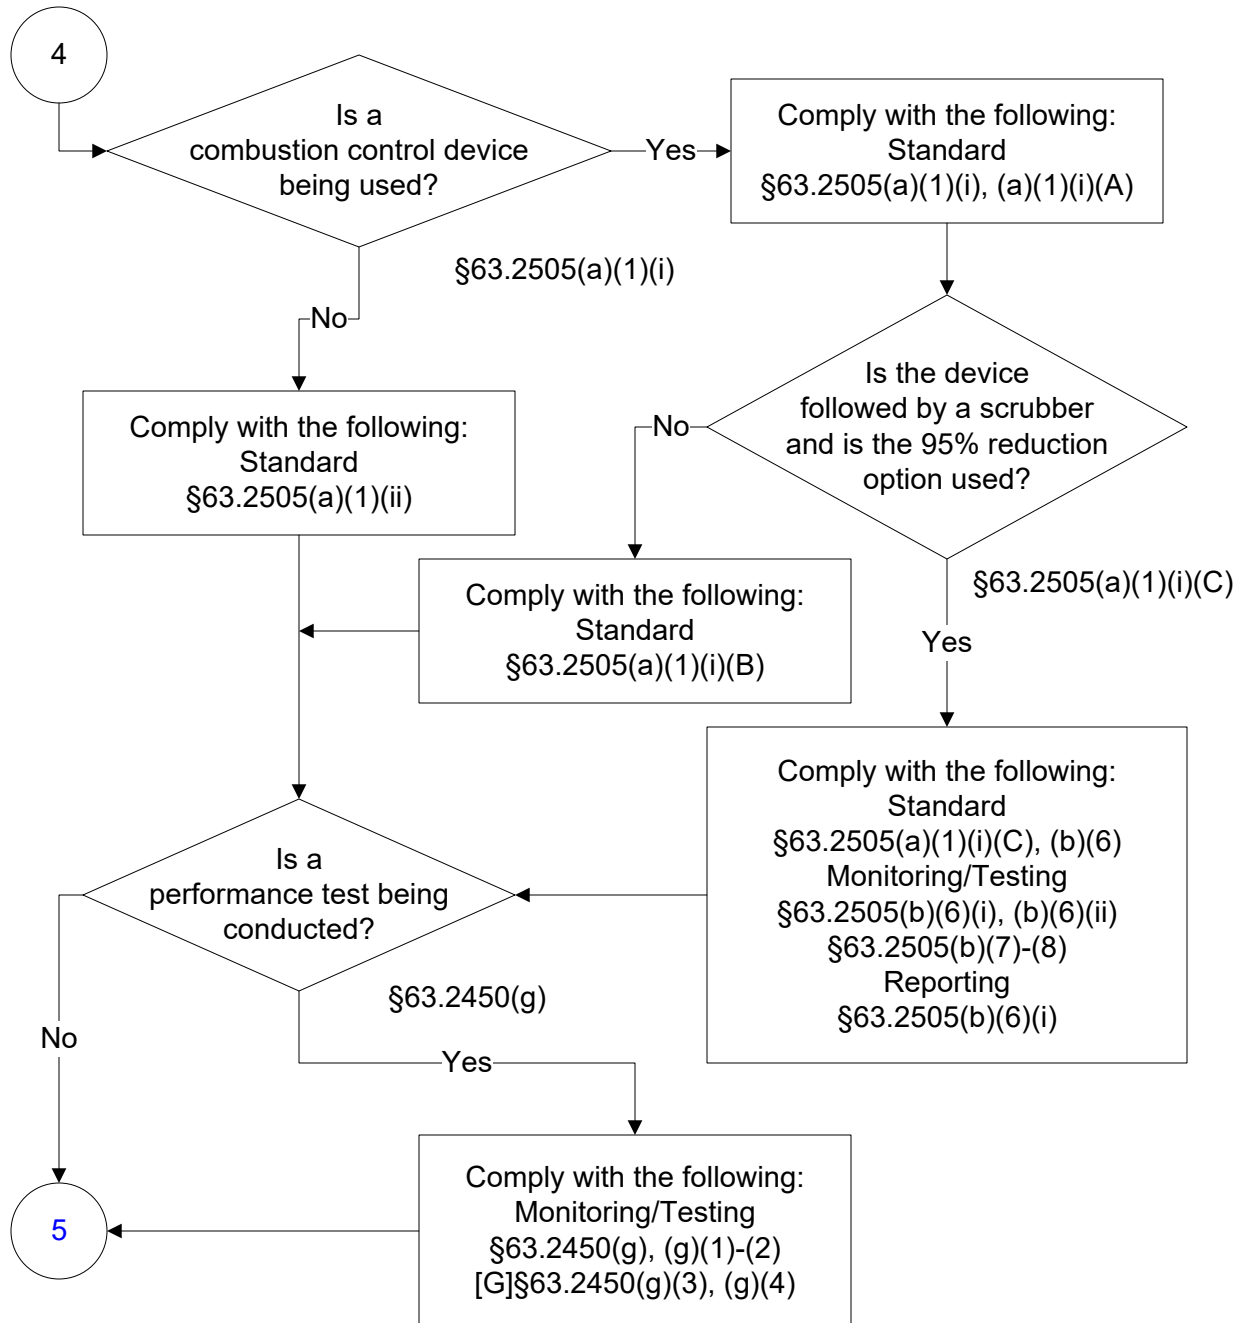 4
Is a
combustion control device
being used?
Yes
Comply with the following:
Standard
§63.2505(a)(1)(i), (a)(1)(i)(A)
§63.2505(a)(1)(i)
No
Comply with the following:
Standard
§63.2505(a)(1)(ii)
Is the device
followed by a scrubber
and is the 95% reduction
option used?
No
§63.2505(a)(1)(i)(C)
Comply with the following:
Standard
§63.2505(a)(1)(i)(B)
Yes
Comply with the following:
Standard
§63.2505(a)(1)(i)(C), (b)(6)
Monitoring/Testing
§63.2505(b)(6)(i), (b)(6)(ii)
§63.2505(b)(7)-(8)
Reporting
§63.2505(b)(6)(i)
Is a
performance test being
conducted?
§63.2450(g)
No
Yes
Comply with the following:
Monitoring/Testing
§63.2450(g), (g)(1)-(2)
[G]§63.2450(g)(3), (g)(4)
5